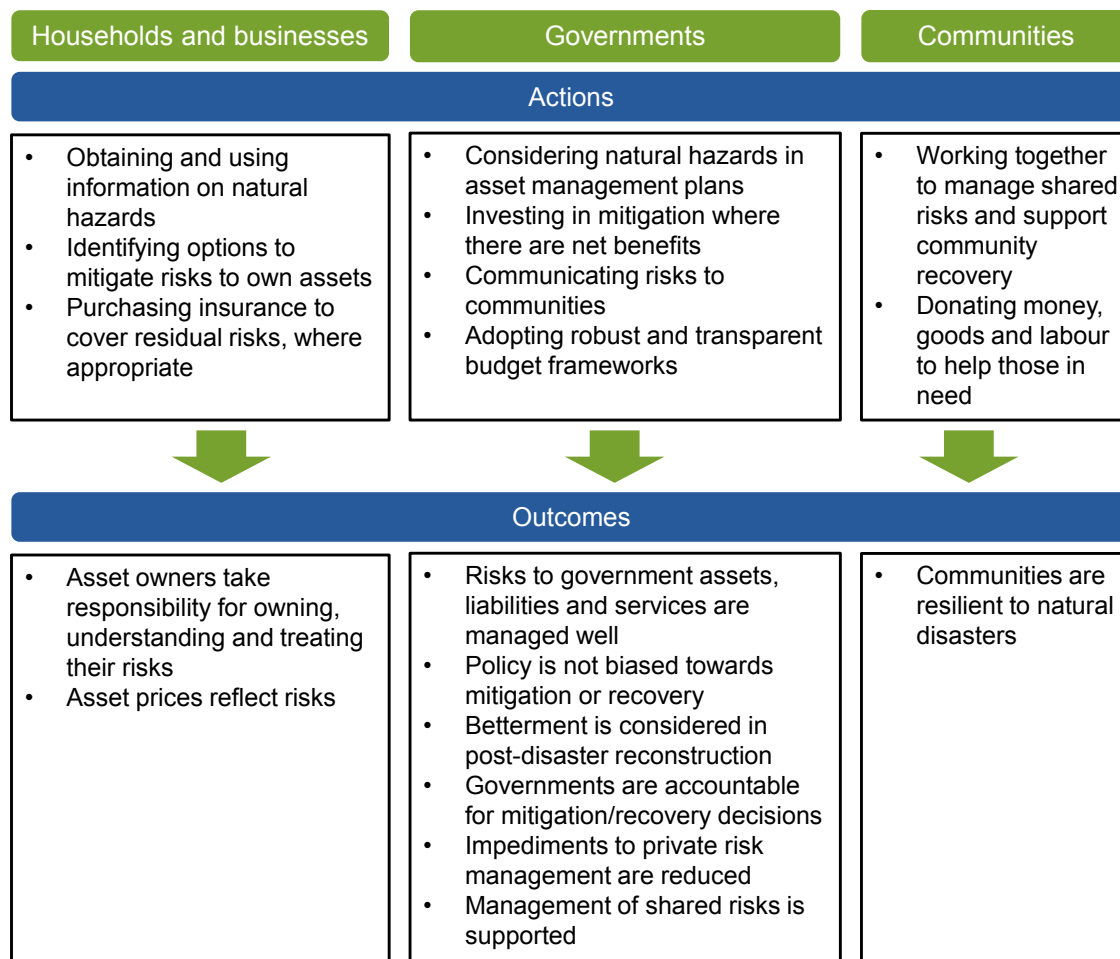 Households and businesses
Governments
Communities
Actions
• Obtaining and using
information on natural
hazards
• Identifying options to
mitigate risks to own assets
• Purchasing insurance to
cover residual risks, where
appropriate
• Considering natural hazards in
asset management plans
• Investing in mitigation where
there are net benefits
• Communicating risks to
communities
• Adopting robust and transparent
budget frameworks
• Working together
to manage shared
risks and support
community
recovery
• Donating money,
goods and labour
to help those in
need
Outcomes
• Asset owners take
responsibility for owning,
understanding and treating
their risks
• Asset prices reflect risks
• Risks to government assets,
liabilities and services are
managed well
• Policy is not biased towards
mitigation or recovery
• Betterment is considered in
post-disaster reconstruction
• Governments are accountable
for mitigation/recovery decisions
• Impediments to private risk
management are reduced
• Management of shared risks is
supported
• Communities are
resilient to natural
disasters